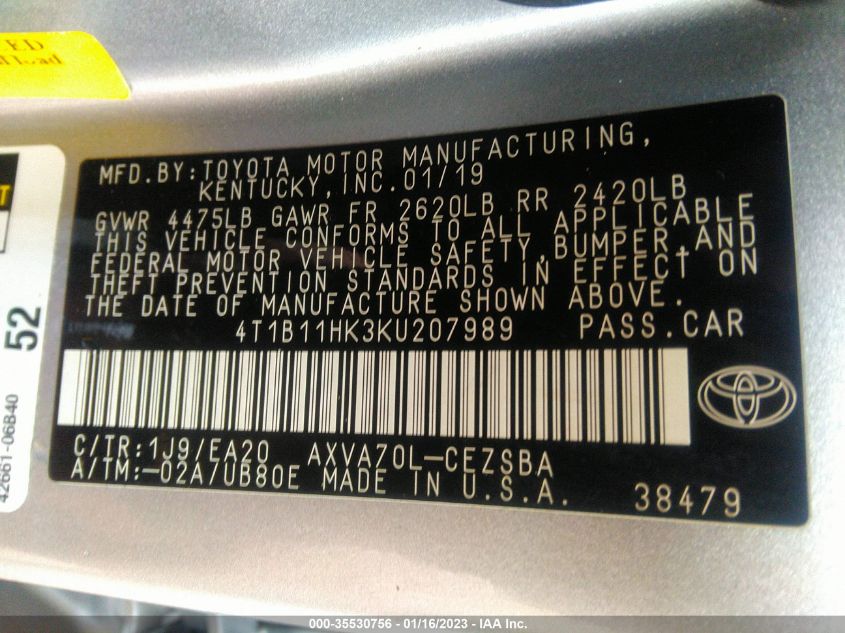 ED
MFD.BY:TOYOTA MOTOR MANUFACTURING,
KENTUCKY,INC.01/19
GVWR 4475LB GAWR FR 2620LB RR 2420LB
THIS VEHICLE CONFORMS TO ALL APPLICABLE
FEDERAL MOTOR VEHICLE SAFETY,BUMPER,AND
THEFT PREVENTION STANDARDS IN EFFECT ON
THE DATE OF MANUFACTURE SHOWN ABOVE.
4T1B11HK3KU207989 PASS.CAR
C/TR:1J9/EA20 AXVA70L-CEZSBA
A/TM:-02A/UB80E MADE IN U.S.A. 38479
52
42661-06B40
000-35530756 - 01/16/2023 - IAA Inc.